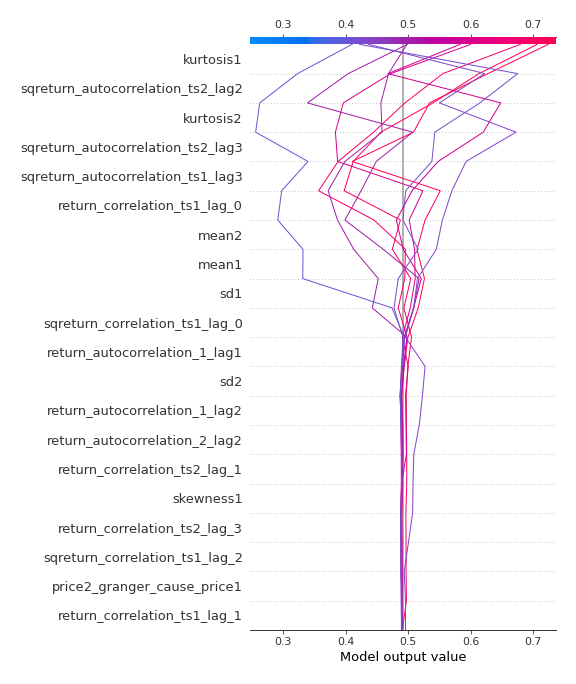 0.3 0.4 0.5 0.6 0.7
kurtosis1
sqreturn_autocorrelation_ts2_lag2
kurtosis2
sqreturn_autocorrelation_ts2_lag3
sqreturn_autocorrelation_ts1_lag3
return_correlation_ts1_lag_0
mean2
mean1
sd1
sqreturn_correlation_ts1_lag_0
return_autocorrelation_1_lag1
sd2
return_autocorrelation_1_lag2
return_autocorrelation_2_lag2
return_correlation_ts2_lag_1
skewness1
return_correlation_ts2_lag_3
sqreturn_correlation_ts1_lag_2
price2_granger_cause_price1
return_correlation_ts1_lag_1
0.3 0.4 0.5 0.6 0.7
Model output value